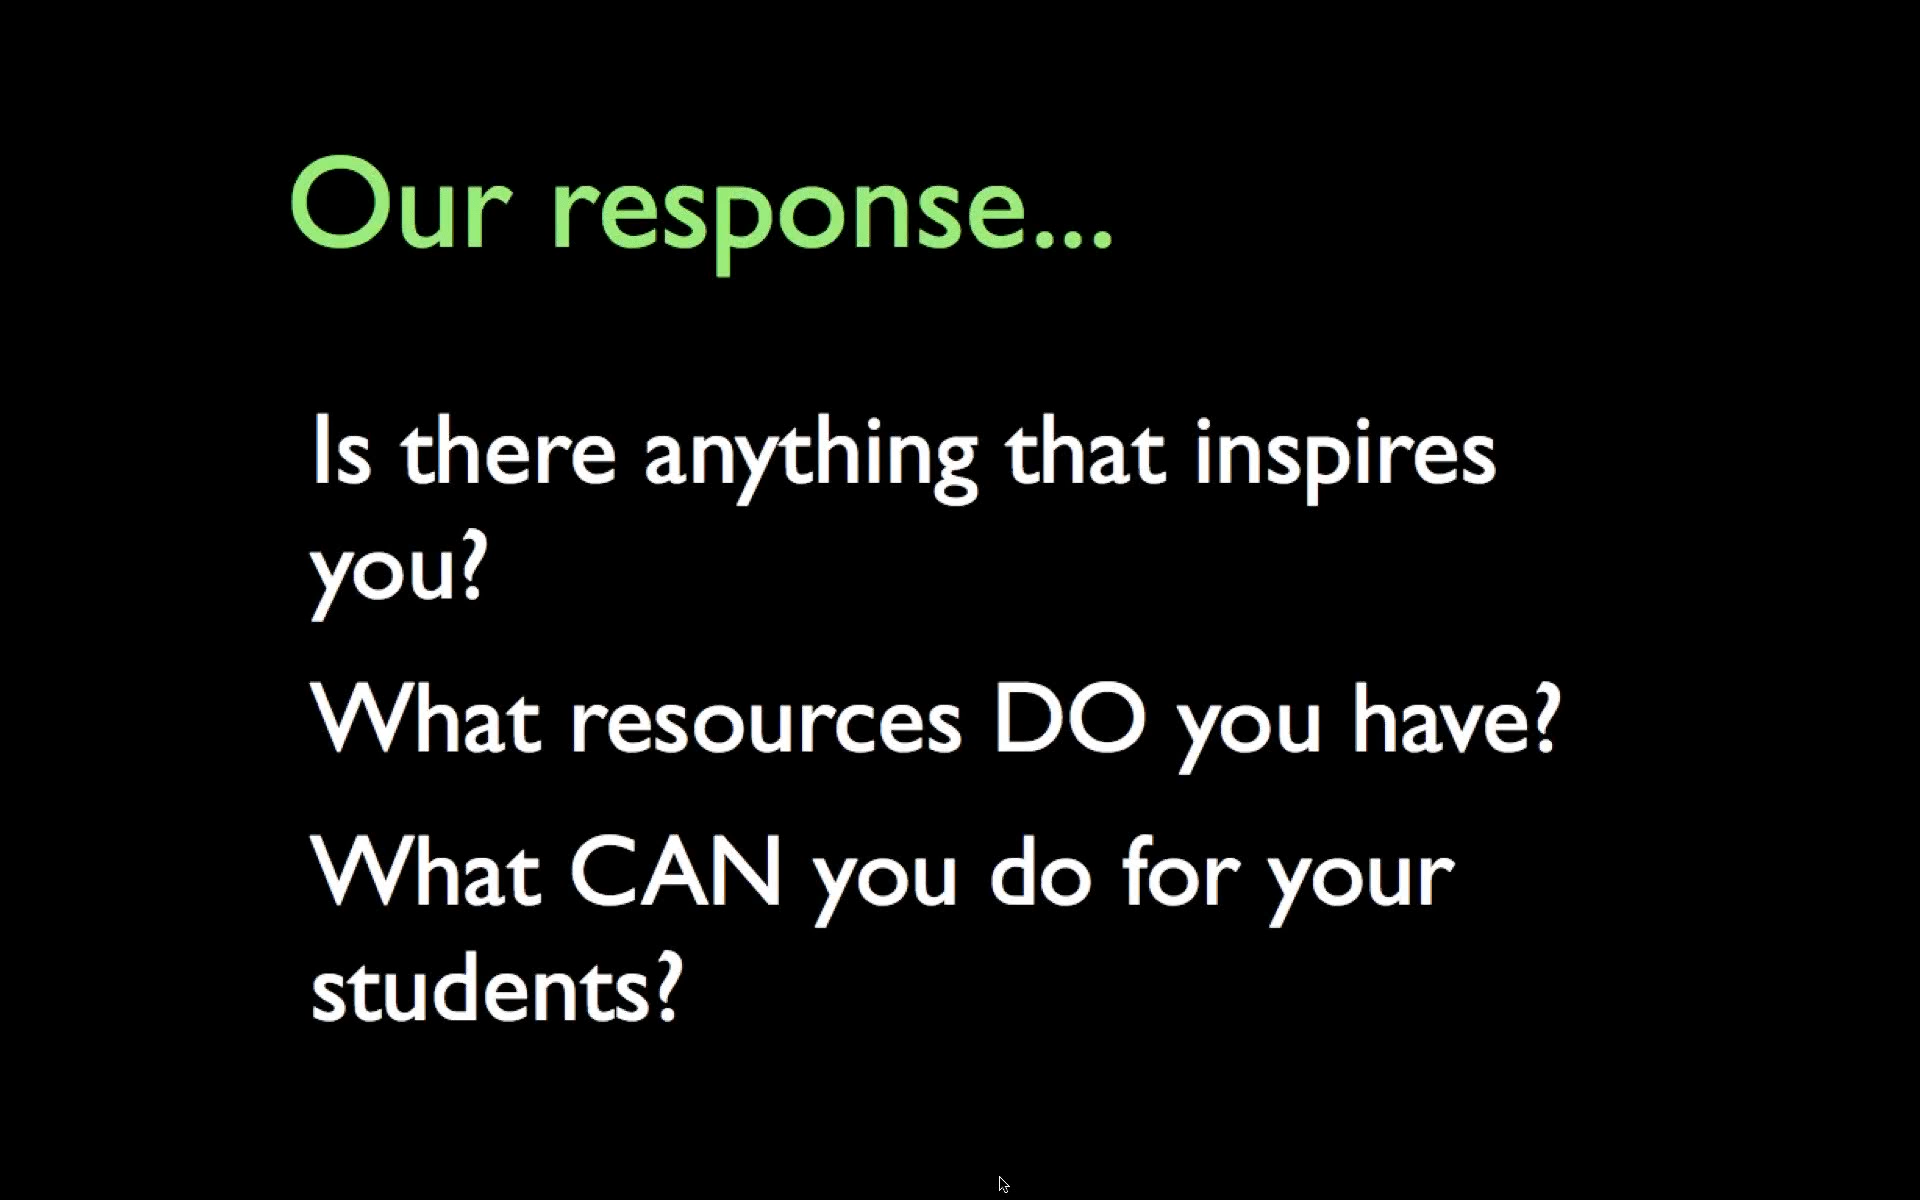 Our response...
Is there anything that inspires
you?
What resources DO you have?
What CAN you do for your
students?